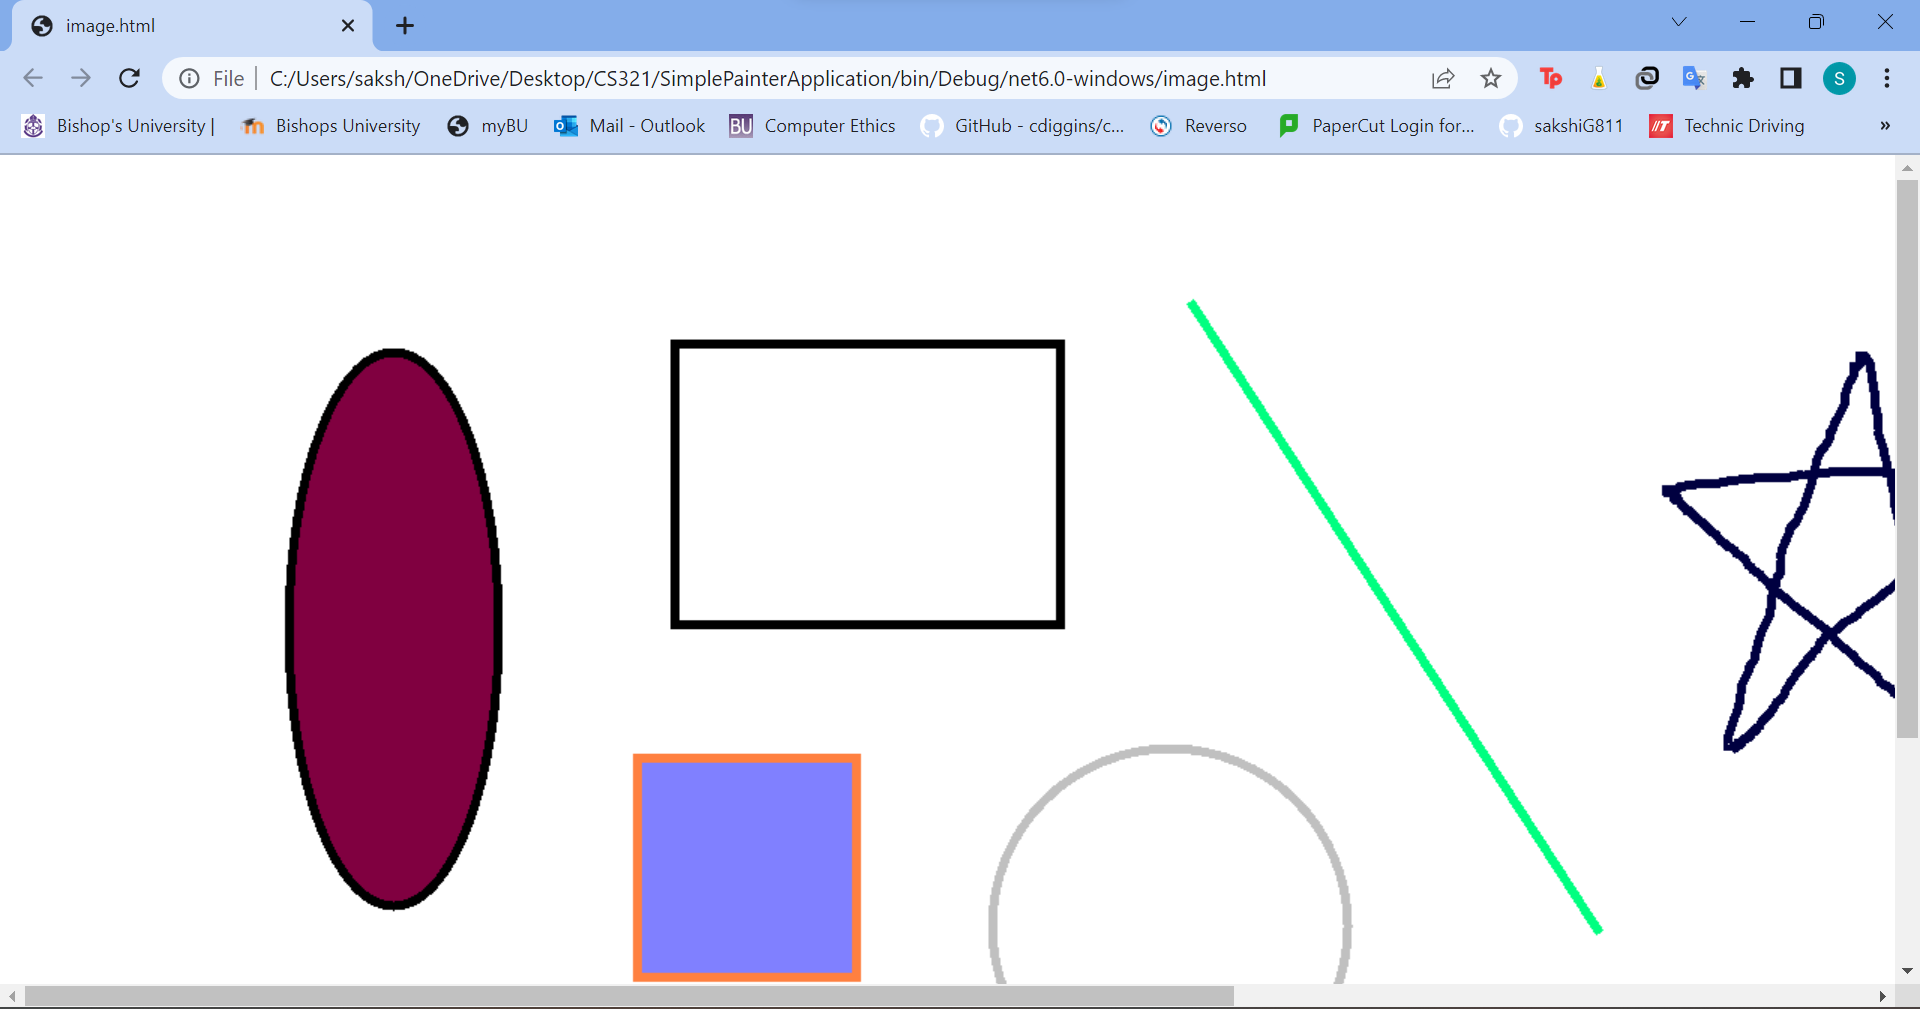 image.html
File C:/Users/saksh/OneDrive/Desktop/CS321/SimplePainterApplication/bin/Debug/net6.0-windows/image.html
Tp
G
S
Bishop's University | Bishops University myBU Mail - Outlook BU Computer Ethics GitHub - cdiggins/c... Reverso PaperCut Login for... sakshiG811 Technic Driving »